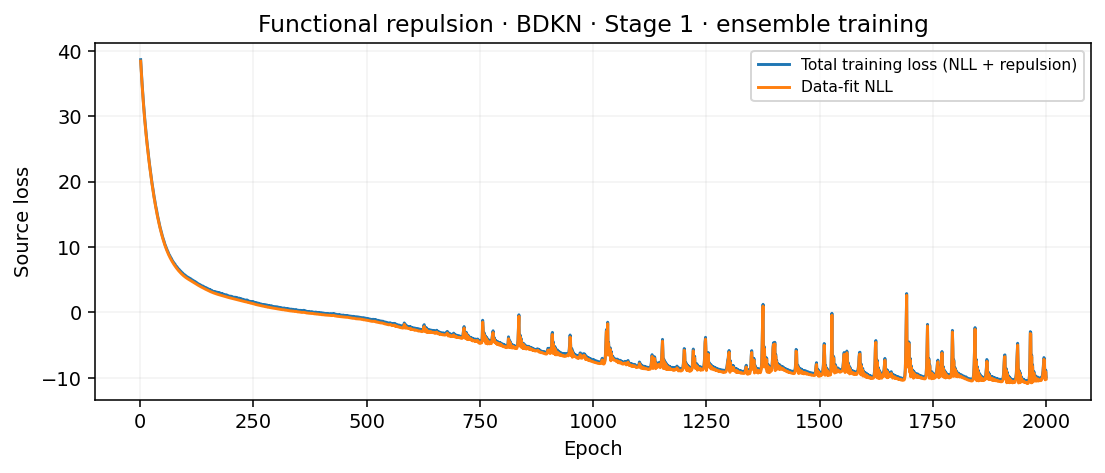 Functional repulsion · BDKN · Stage 1 · ensemble training
Total training loss (NLL + repulsion)
Data-fit NLL
Source loss
40
30
20
10
0
−10
0 250 500 750 1000 1250 1500 1750 2000
Epoch